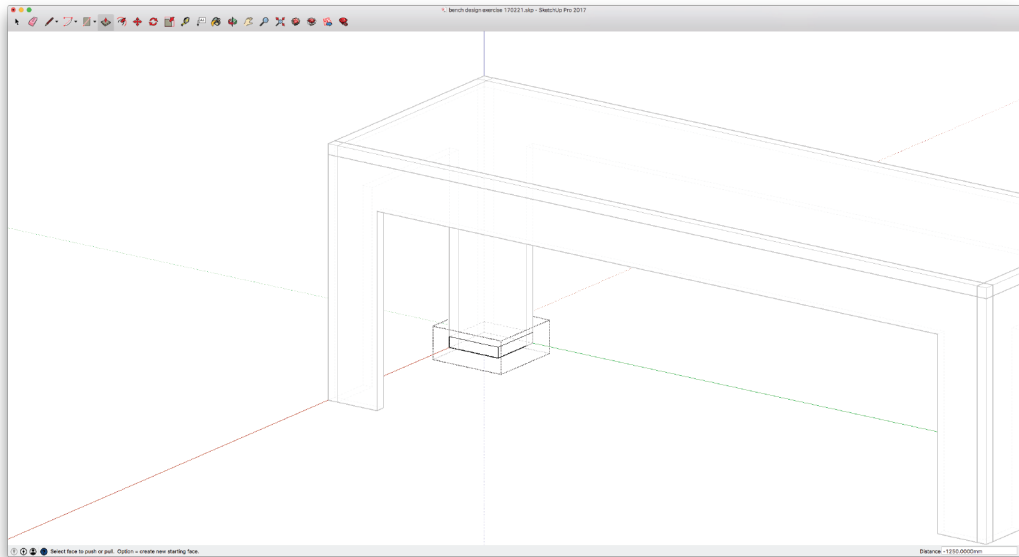 bench design exercise 170221.skp - SketchUp Pro 2017
Select face to push or pull. Option = create new starting face.
Distance -1250.0000mm